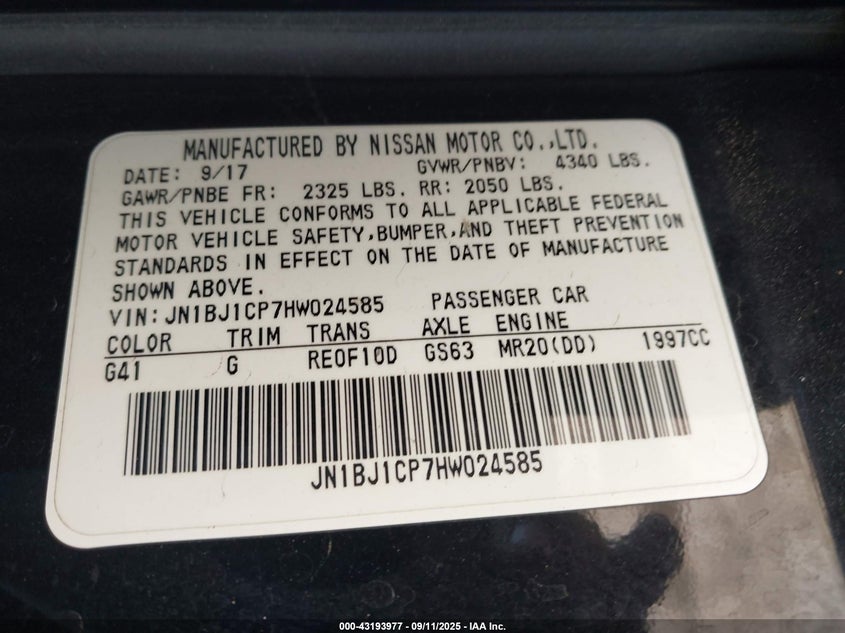 MANUFACTURED BY NISSAN MOTOR CO.,LTD.
DATE: 9/17 GVWR/PNBV: 4340 LBS.
GAWR/PNBE FR: 2325 LBS. RR: 2050 LBS.
THIS VEHICLE CONFORMS TO ALL APPLICABLE FEDERAL
MOTOR VEHICLE SAFETY,BUMPER,AND THEFT PREVENTION
STANDARDS IN EFFECT ON THE DATE OF MANUFACTURE
SHOWN ABOVE.
VIN:JN1BJ1CP7HW024585 PASSENGER CAR
COLOR TRIM TRANS AXLE ENGINE
G41 G RE0F10D GS63 MR20(DD) 1997CC
JN1BJ1CP7HW024585
000-43193977 - 09/11/2025 - IAA Inc.